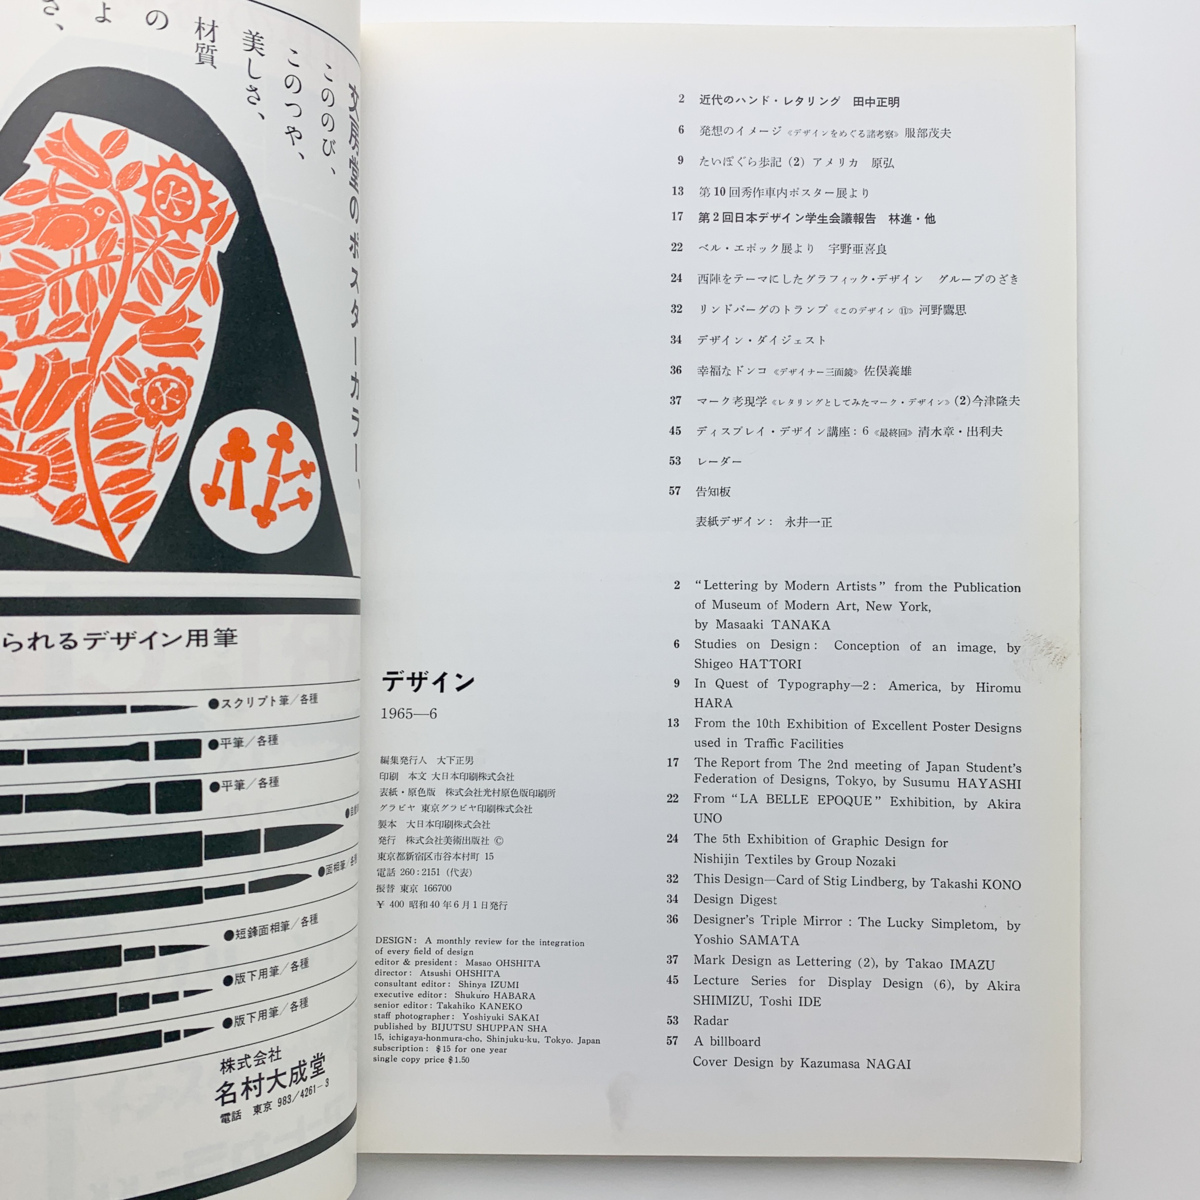 文房堂のポスターカラー、
こののび、
このつや、
美しさ、
材質
の
よ
さ、
られるデザイン用筆
●スクリプト筆／各種
●平筆／各種
●平筆／各種
●面相筆／各
●短鋒面相筆／各種
●版下用筆／各種
●版下用筆／各種
株式会社
名村大成堂
電話 東京 983／4261—3
2 近代のハンド・レタリング 田中正明
6 発想のイメージ《デザインをめぐる諸考察》服部茂夫
9 たいぽぐら歩記（2）アメリカ 原弘
13 第10回秀作車内ポスター展より
17 第2回日本デザイン学生会議報告 林進・他
22 ベル・エポック展より 宇野亜喜良
24 西陣をテーマにしたグラフィック・デザイン グループのざき
32 リンドバーグのトランプ《このデザイン ⑪》河野鷹思
34 デザイン・ダイジェスト
36 幸福なドンコ《デザイナー三面鏡》佐俣義雄
37 マーク考現学《レタリングとしてみたマーク・デザイン》(2)今津隆夫
45 ディスプレイ・デザイン講座：6《最終回》清水章・出利夫
53 レーダー
57 告知板
表紙デザイン： 永井一正
2 “Lettering by Modern Artists” from the Publication
of Museum of Modern Art, New York,
by Masaaki TANAKA
6 Studies on Design: Conception of an image, by
Shigeo HATTORI
9 In Quest of Typography—2: America, by Hiromu
HARA
13 From the 10th Exhibition of Excellent Poster Designs
used in Traffic Facilities
17 The Report from The 2nd meeting of Japan Student's
Federation of Designs, Tokyo, by Susumu HAYASHI
22 From “LA BELLE EPOQUE” Exhibition, by Akira
UNO
24 The 5th Exhibition of Graphic Design for
Nishijin Textiles by Group Nozaki
32 This Design—Card of Stig Lindberg, by Takashi KONO
34 Design Digest
36 Designer's Triple Mirror: The Lucky Simpletom, by
Yoshio SAMATA
37 Mark Design as Lettering (2), by Takao IMAZU
45 Lecture Series for Display Design (6), by Akira
SHIMIZU, Toshi IDE
53 Radar
57 A billboard
Cover Design by Kazumasa NAGAI
デザイン
1965—6
編集発行人 大下正男
印刷 本文 大日本印刷株式会社
表紙・原色版 株式会社光村原色版印刷所
グラビヤ 東京グラビヤ印刷株式会社
製本 大日本印刷株式会社
発行 株式会社美術出版社 ©
東京都新宿区市谷本村町 15
電話 260：2151（代表）
振替 東京 166700
¥ 400 昭和40年6月1日発行
DESIGN: A monthly review for the integration
of every field of design
editor & president: Masao OHSHITA
director: Atsushi OHSHITA
consultant editor: Shinya IZUMI
executive editor: Shukuro HABARA
senior editor: Takahiko KANEKO
staff photographer: Yoshiyuki SAKAI
published by BIJUTSU SHUPPAN SHA
15, ichigaya-honmura-cho, Shinjuku-ku, Tokyo, Japan
subscription: $15 for one year
single copy price $1.50